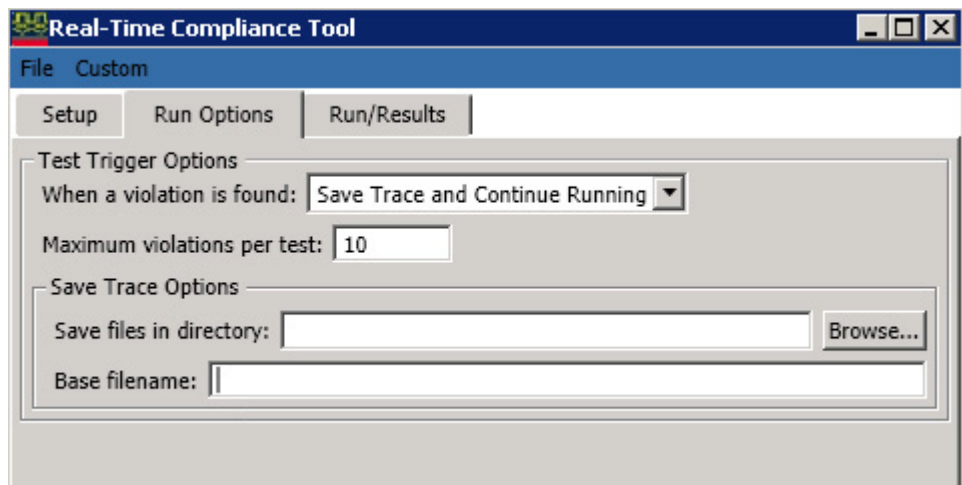 Real-Time Compliance Tool
File Custom
Setup Run Options Run/Results
Test Trigger Options
When a violation is found: Save Trace and Continue Running
Maximum violations per test: 10
Save Trace Options
Save files in directory: Browse...
Base filename: